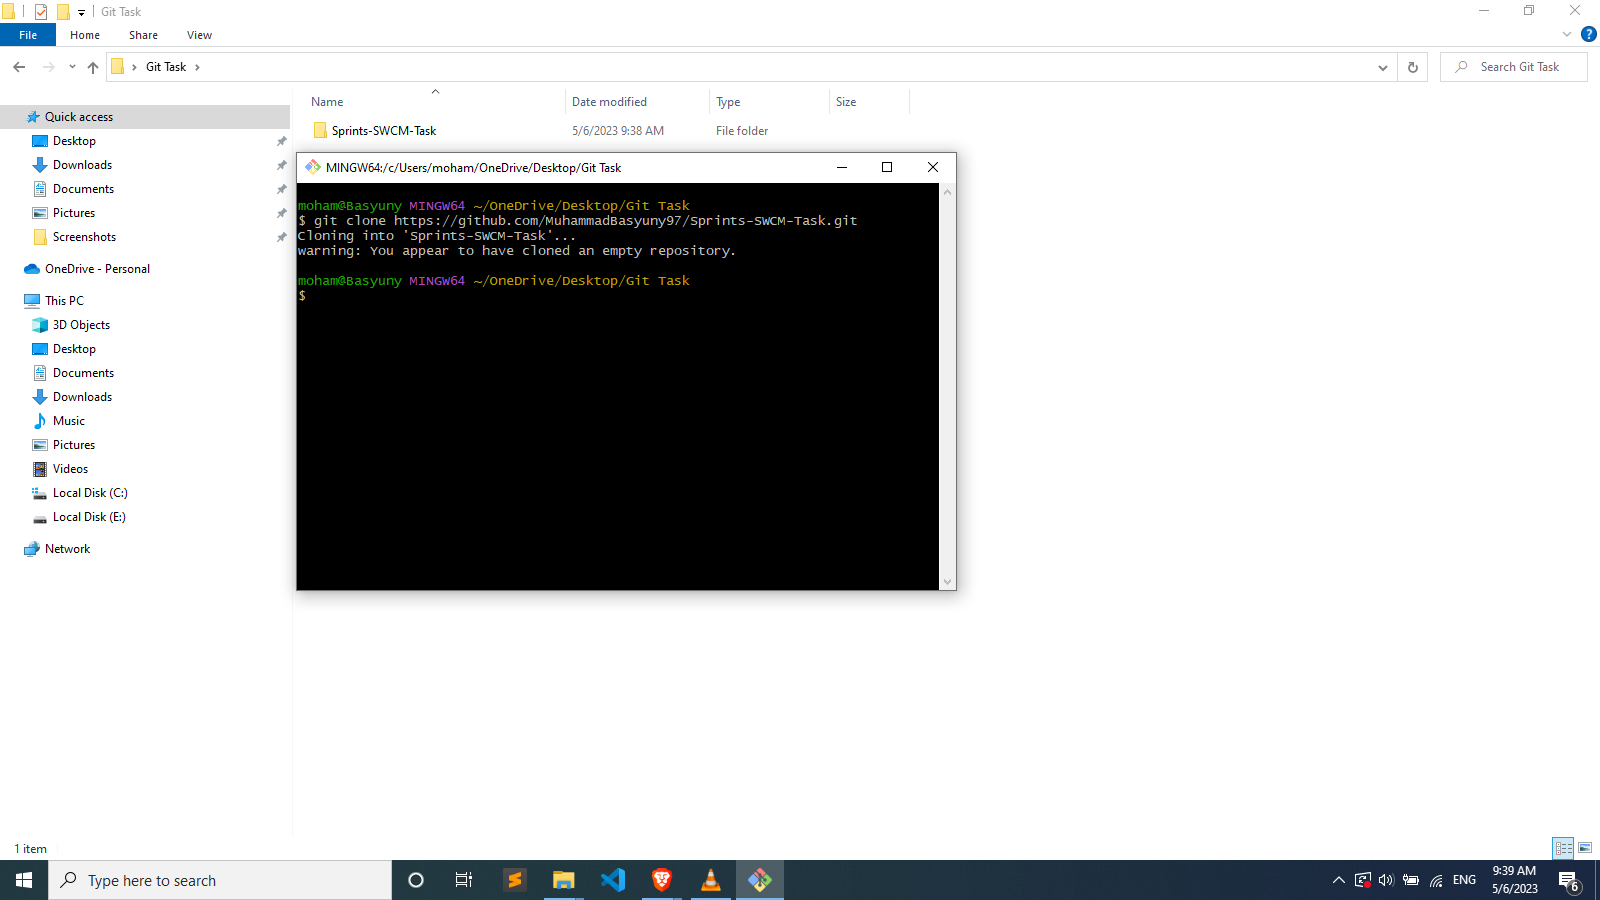 Git Task
File Home Share View
Git Task
Search Git Task
Name Date modified Type Size
Sprints-SWCM-Task 5/6/2023 9:38 AM File folder
Quick access
Desktop
Downloads
Documents
Pictures
Screenshots
OneDrive - Personal
This PC
3D Objects
Desktop
Documents
Downloads
Music
Pictures
Videos
Local Disk (C:)
Local Disk (E:)
Network
MINGW64:/c/Users/moham/OneDrive/Desktop/Git Task
moham@Basyuny MINGW64 ~/OneDrive/Desktop/Git Task
$ git clone https://github.com/MuhammadBasyuny97/Sprints-SWCM-Task.git
Cloning into 'Sprints-SWCM-Task'...
warning: You appear to have cloned an empty repository.
moham@Basyuny MINGW64 ~/OneDrive/Desktop/Git Task
$
1 item
Type here to search
ENG
9:39 AM
5/6/2023
6